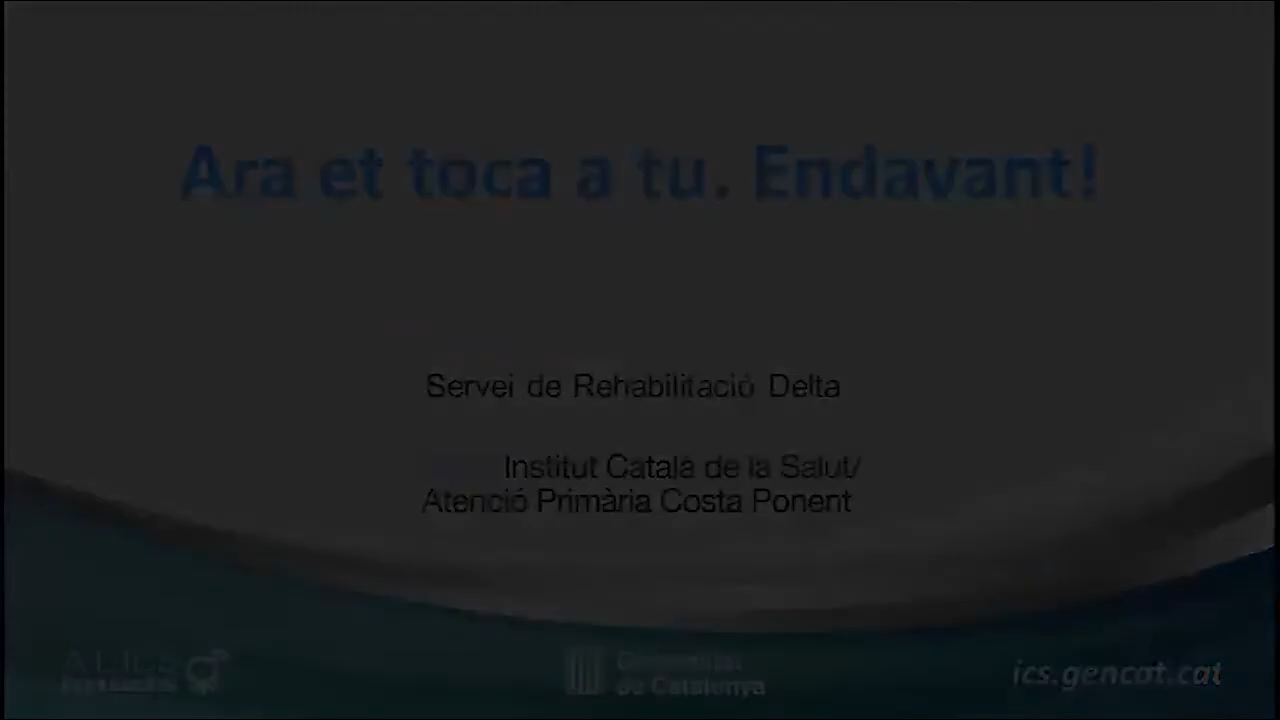 Ara et toca a tu. Endavant!
Servei de Rehabilitació Delta
Institut Català de la Salut/
Atenció Primària Costa Ponent
Generalitat
de Catalunya
ics.gencat.cat